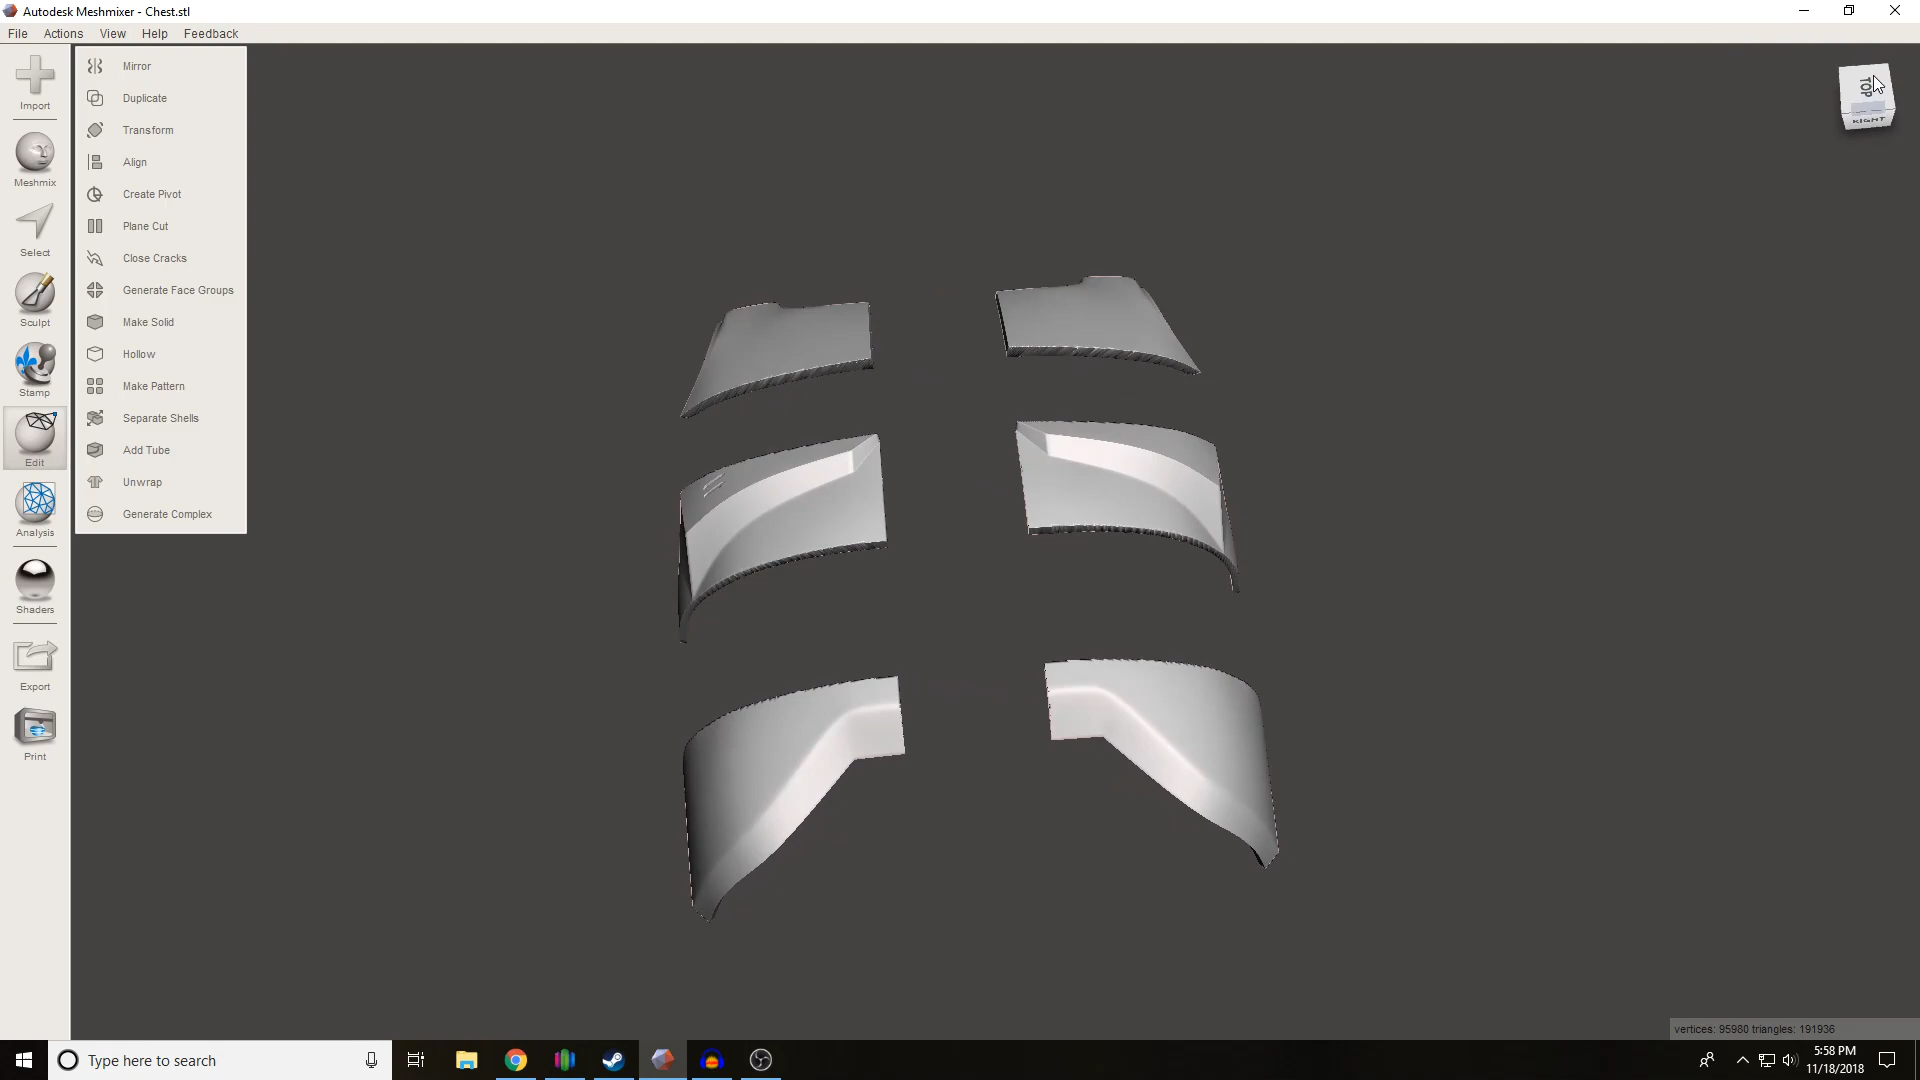 Autodesk Meshmixer - Chest.stl
File Actions View Help Feedback
Import
Meshmix
Select
Sculpt
Stamp
Edit
Analysis
Shaders
Export
Print
Mirror
Duplicate
Transform
Align
Create Pivot
Plane Cut
Close Cracks
Generate Face Groups
Make Solid
Hollow
Make Pattern
Separate Shells
Add Tube
Unwrap
Generate Complex
TOP
RIGHT
vertices: 95980 triangles: 191936
Type here to search
5:58 PM
11/18/2018